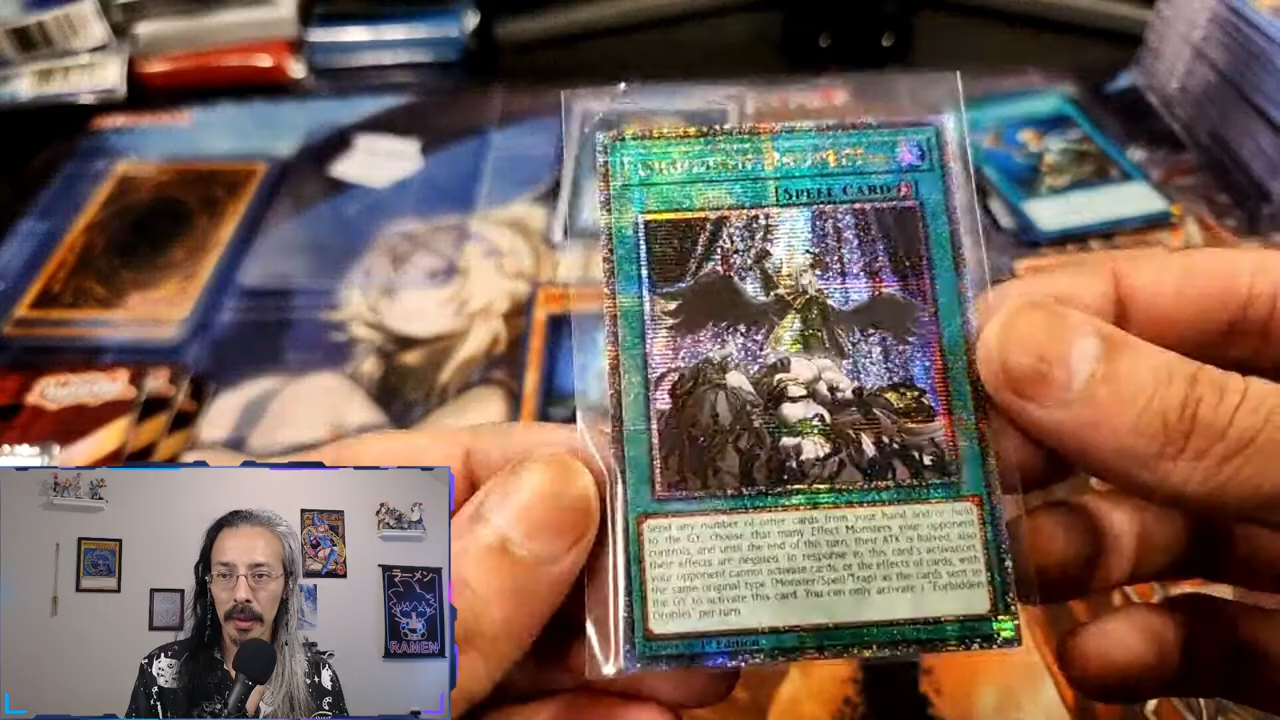 [SPELL CARD
Send any number of other cards from your hand and/or field
to the GY; choose that many Effect Monsters your opponent
controls, and until the end of this turn, their ATK is halved, also
their effects are negated. In response to this card's activation,
your opponent cannot activate cards, or the effects of cards, with
the same original type (Monster/Spell/Trap) as the cards sent to
the GY to activate this card. You can only activate 1 "Forbidden
Droplet" per turn.
1st Edition
ラーメン
RAMEN